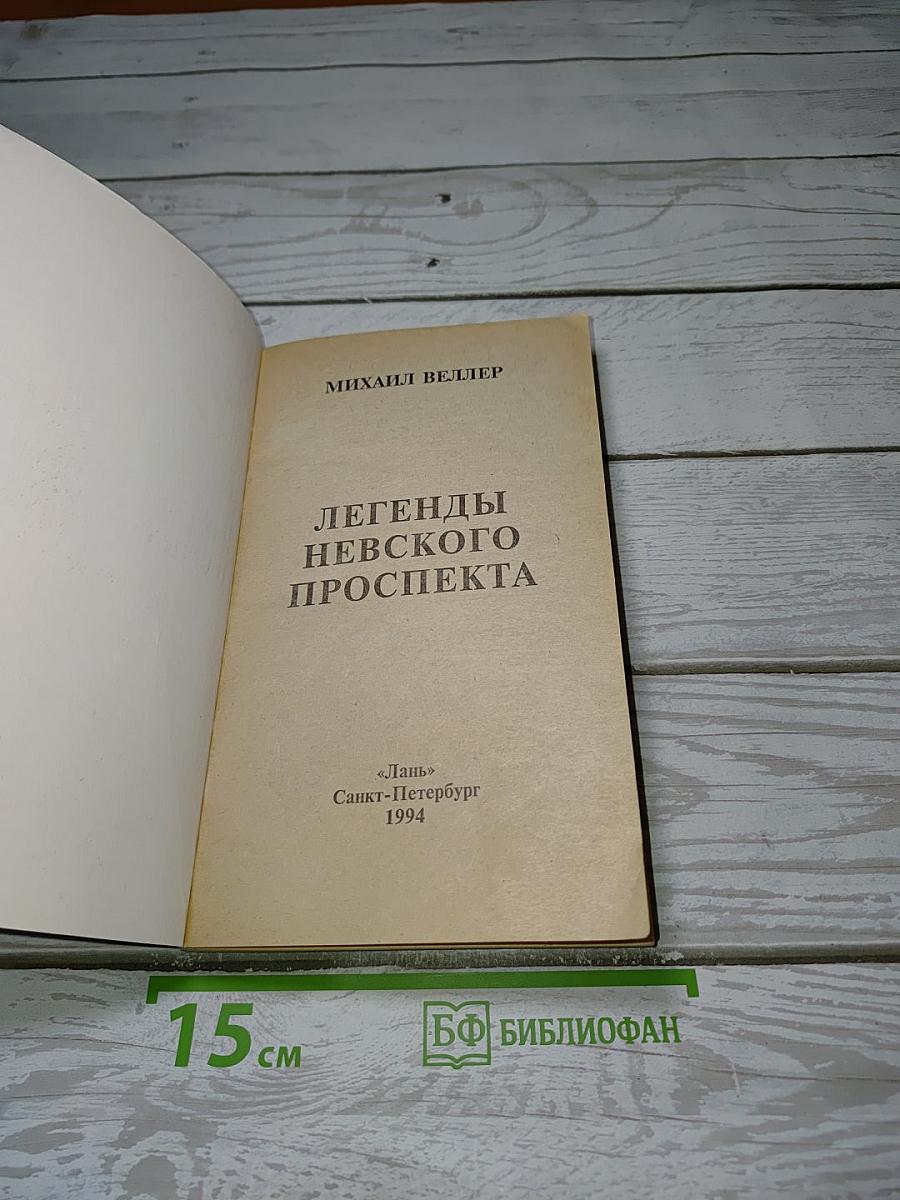 МИХАИЛ ВЕЛЛЕР
ЛЕГЕНДЫ
НЕВСКОГО
ПРОСПЕКТА
«Лань»
Санкт-Петербург
1994
15 см
БФ БИБЛИОФАН